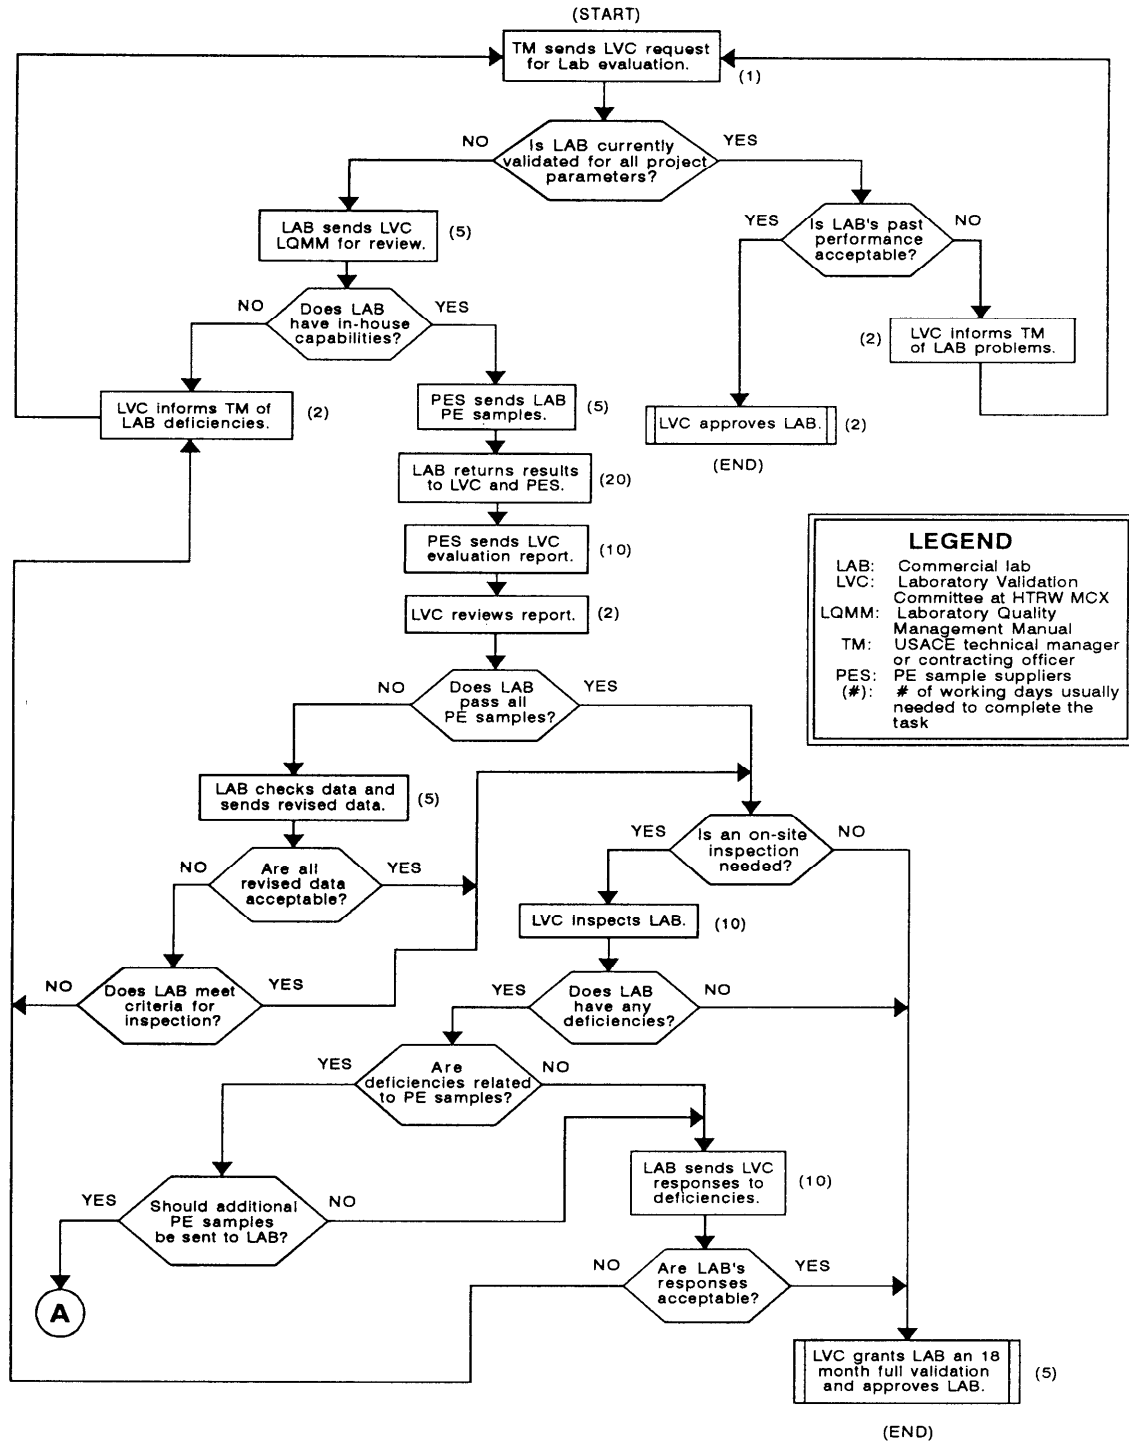 (START)
TM sends LVC request
for Lab evaluation.
(1)
NO
YES
Is LAB currently
validated for all project
parameters?
LAB sends LVC
LQMM for review.
(5)
YES
NO
Is LAB's past
performance
acceptable?
NO
YES
Does LAB
have in-house
capabilities?
(2)
LVC informs TM
of LAB problems.
LVC informs TM of
LAB deficiencies.
(2)
PES sends LAB
PE samples.
(5)
LVC approves LAB.
(2)
(END)
LAB returns results
to LVC and PES.
(20)
PES sends LVC
evaluation report.
(10)
LVC reviews report.
(2)
LEGEND
LAB: Commercial lab
LVC: Laboratory Validation
Committee at HTRW MCX
LQMM: Laboratory Quality
Management Manual
TM: USACE technical manager
or contracting officer
PES: PE sample suppliers
(#): # of working days usually
needed to complete the
task
NO
YES
Does LAB
pass all
PE samples?
LAB checks data and
sends revised data.
(5)
YES
NO
Is an on-site
inspection
needed?
NO
YES
Are all
revised data
acceptable?
LVC inspects LAB.
(10)
NO
YES
Does LAB meet
criteria for
inspection?
YES
NO
Does LAB
have any
deficiencies?
YES
NO
Are
deficiencies related
to PE samples?
LAB sends LVC
responses to
deficiencies.
(10)
YES
NO
Should additional
PE samples
be sent to LAB?
NO
YES
Are LAB's
responses
acceptable?
A
LVC grants LAB an 18
month full validation
and approves LAB.
(5)
(END)